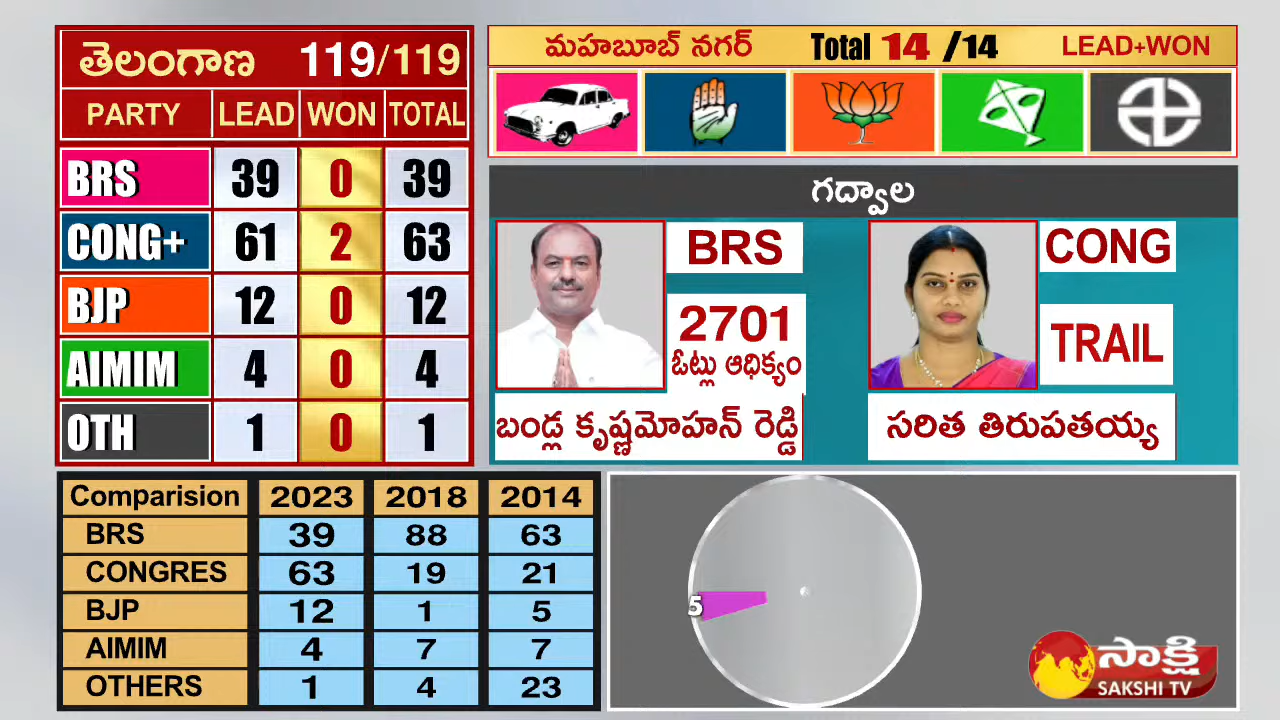 తెలంగాణ 119/119
PARTY LEAD WON TOTAL
BRS 39 0 39
CONG+ 61 2 63
BJP 12 0 12
AIMIM 4 0 4
OTH 1 0 1
మహబూబ్ నగర్ Total 14 /14 LEAD+WON
గద్వాల
BRS
2701
ఓట్లు ఆధిక్యం
బండ్ల కృష్ణమోహన్ రెడ్డి
CONG
TRAIL
సరిత తిరుపతయ్య
Comparision 2023 2018 2014
BRS 39 88 63
CONGRES 63 19 21
BJP 12 1 5
AIMIM 4 7 7
OTHERS 1 4 23
5
సాక్షి
SAKSHI TV